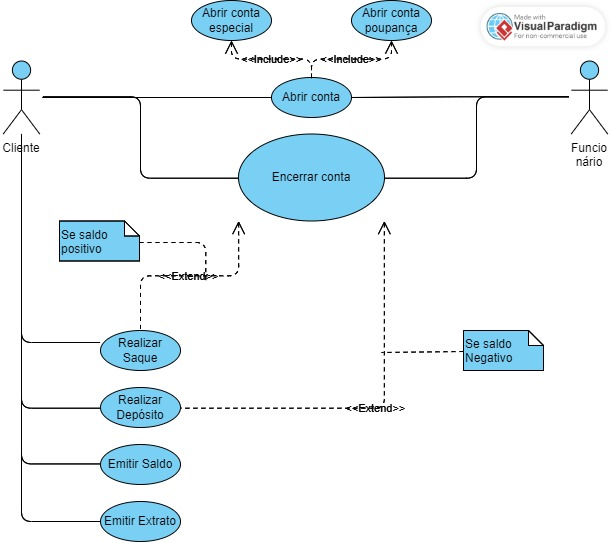 Abrir conta
especial
Abrir conta
poupança
Made with
Visual Paradigm
For non-commercial use
<<Include>>
<<Include>>
Abrir conta
Cliente
Funcio
nário
Encerrar conta
Se saldo
positivo
<<Extend>>
Realizar
Saque
Se saldo
Negativo
Realizar
Depósito
<<Extend>>
Emitir Saldo
Emitir Extrato